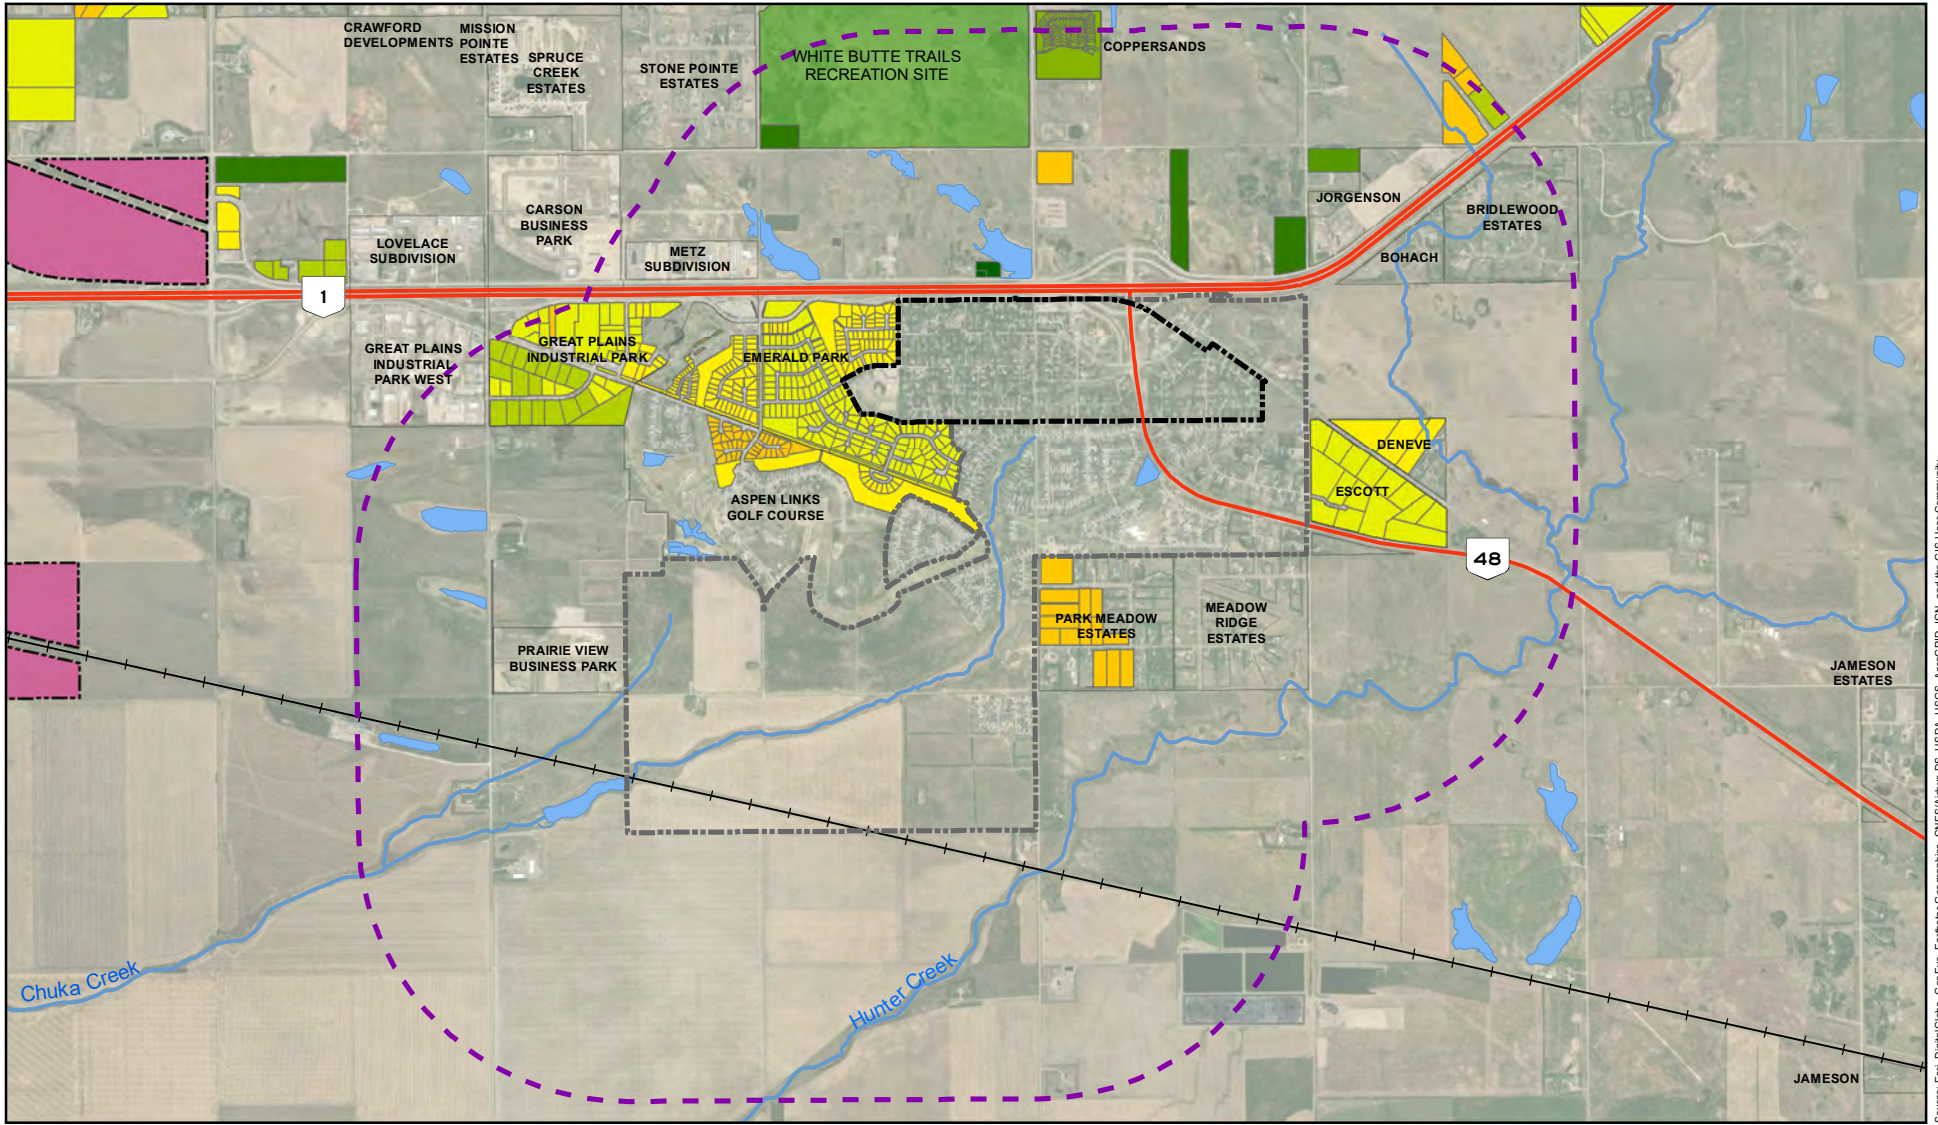 CRAWFORD
DEVELOPMENTS
MISSION
POINTE
ESTATES
SPRUCE
CREEK
ESTATES
STONE POINTE
ESTATES
WHITE BUTTE TRAILS
RECREATION SITE
COPPERSANDS
LOVELACE
SUBDIVISION
CARSON
BUSINESS
PARK
METZ
SUBDIVISION
JORGENSON
BRIDLEWOOD
ESTATES
BOHACH
1
GREAT PLAINS
INDUSTRIAL
PARK WEST
GREAT PLAINS
INDUSTRIAL PARK
EMERALD PARK
DENEVE
ESCOTT
ASPEN LINKS
GOLF COURSE
48
PARK MEADOW
ESTATES
MEADOW
RIDGE
ESTATES
PRAIRIE VIEW
BUSINESS PARK
JAMESON
ESTATES
Chuka Creek
Hunter Creek
JAMESON